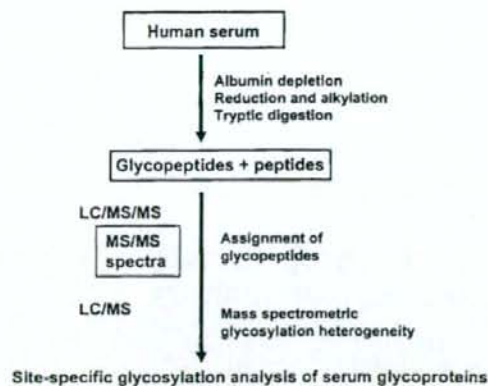 Human serum
Albumin depletion
Reduction and alkylation
Tryptic digestion
Glycopeptides + peptides
LC/MS/MS
MS/MS
spectra
Assignment of
glycopeptides
LC/MS
Mass spectrometric
glycosylation heterogeneity
Site-specific glycosylation analysis of serum glycoproteins